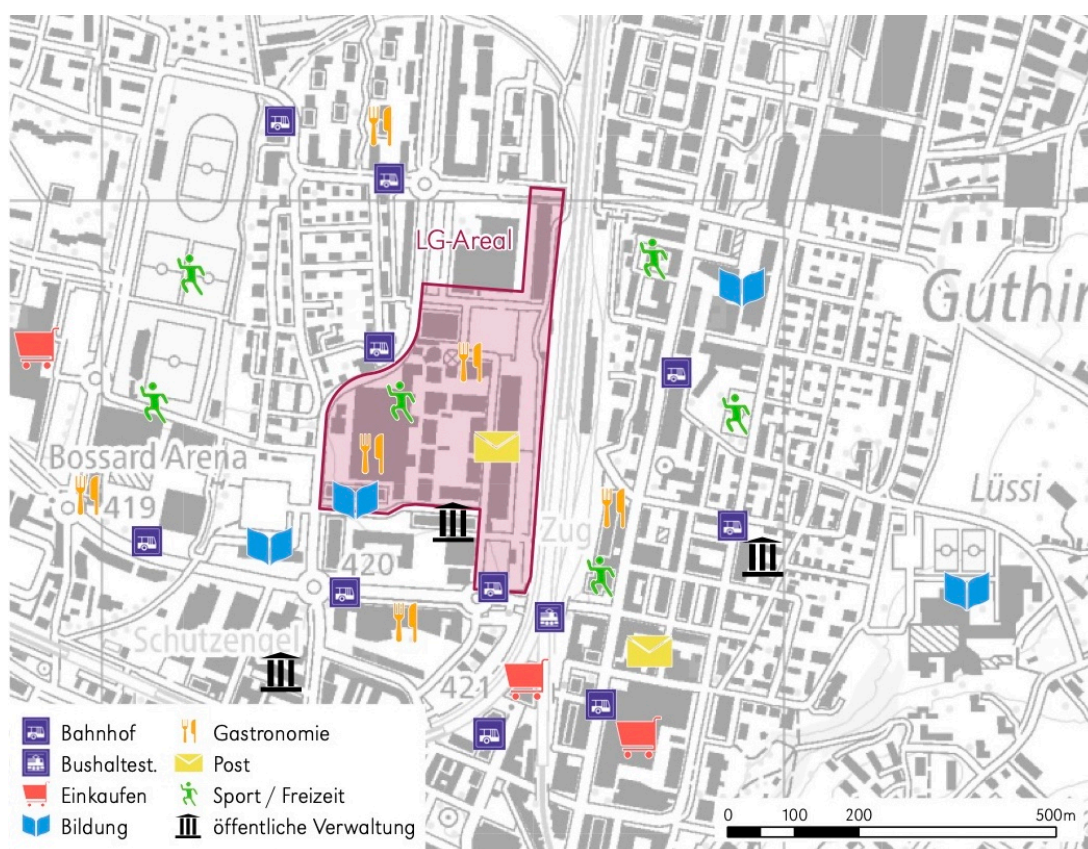 LG-Areal
Guthir
Bossard Arena
419
Lüssi
Zug
420
Schutzengel
421
Bahnhof
Gastronomie
Bushaltest.
Post
Einkaufen
Sport / Freizeit
Bildung
öffentliche Verwaltung
0 100 200 500m